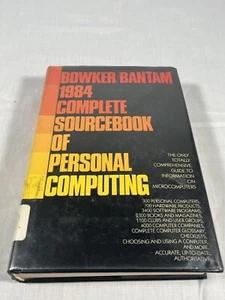 BOWKER BANTAM
1984
COMPLETE
SOURCEBOOK
OF
PERSONAL
COMPUTING
THE ONLY
TOTALLY
COMPREHENSIVE
GUIDE TO
INFORMATION
ON
MICROCOMPUTERS
300 PERSONAL COMPUTERS,
700 HARDWARE PRODUCTS,
3400 SOFTWARE PROGRAMS,
2300 BOOKS AND MAGAZINES,
1100 CLUBS AND USER GROUPS,
4000 COMPUTER COMPANIES,
COMPLETE COMPUTER GLOSSARY,
CHECKLISTS,
CHOOSING AND USING A COMPUTER,
AND MORE.
ACCURATE, UP-TO-DATE,
AUTHORITATIVE